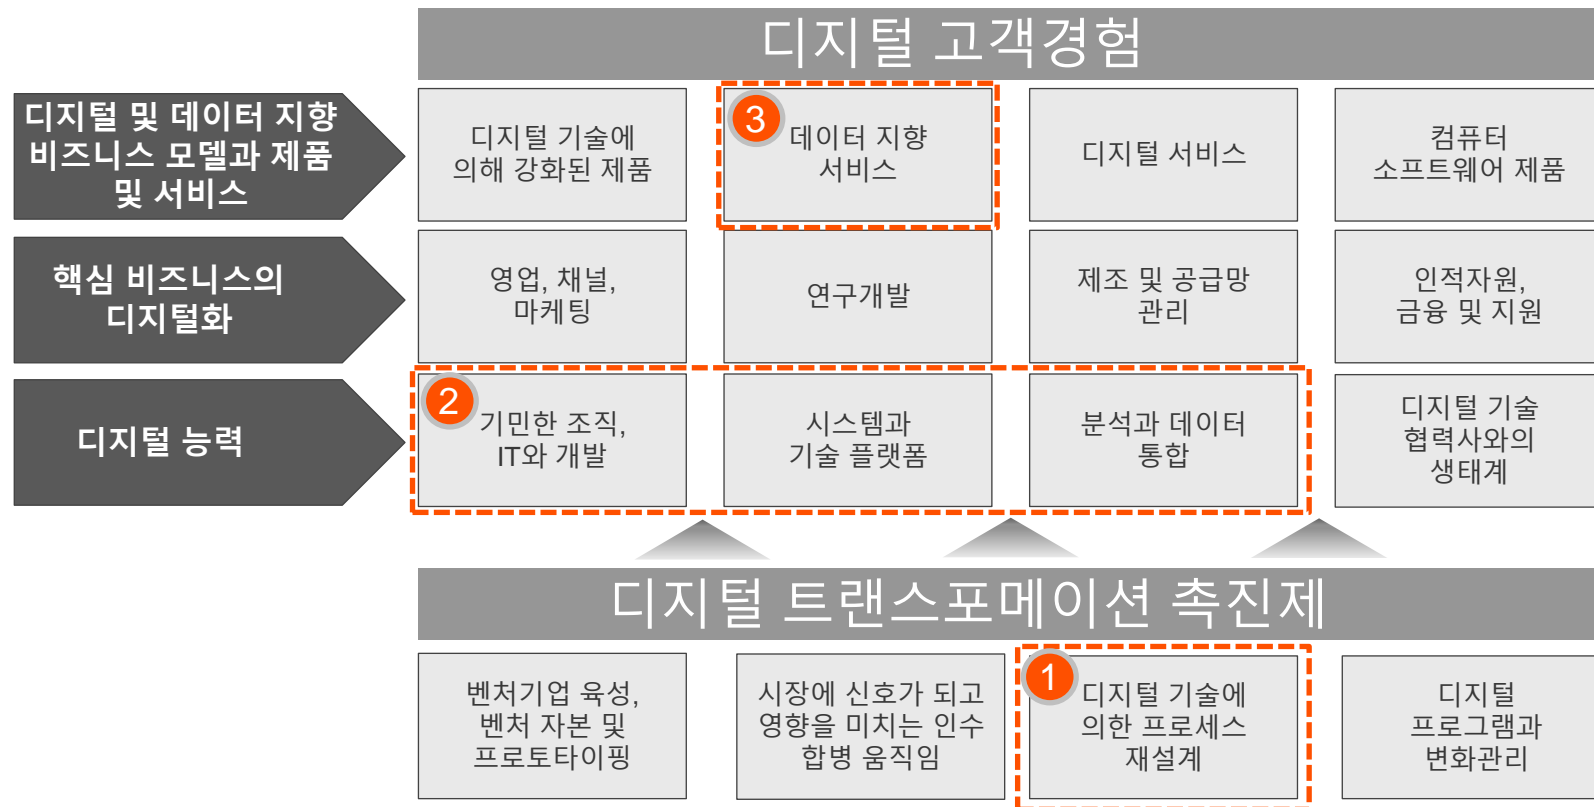 디지털 고객경험
디지털 및 데이터 지향
비즈니스 모델과 제품
및 서비스
디지털 기술에
의해 강화된 제품
3
데이터 지향
서비스
디지털 서비스
컴퓨터
소프트웨어 제품
핵심 비즈니스의
디지털화
영업, 채널,
마케팅
연구개발
제조 및 공급망
관리
인적자원,
금융 및 지원
디지털 능력
2
기민한 조직,
IT와 개발
시스템과
기술 플랫폼
분석과 데이터
통합
디지털 기술
협력사와의
생태계
디지털 트랜스포메이션 촉진제
벤처기업 육성,
벤처 자본 및
프로토타이핑
시장에 신호가 되고
영향을 미치는 인수
합병 움직임
1
디지털 기술에
의한 프로세스
재설계
디지털
프로그램과
변화관리